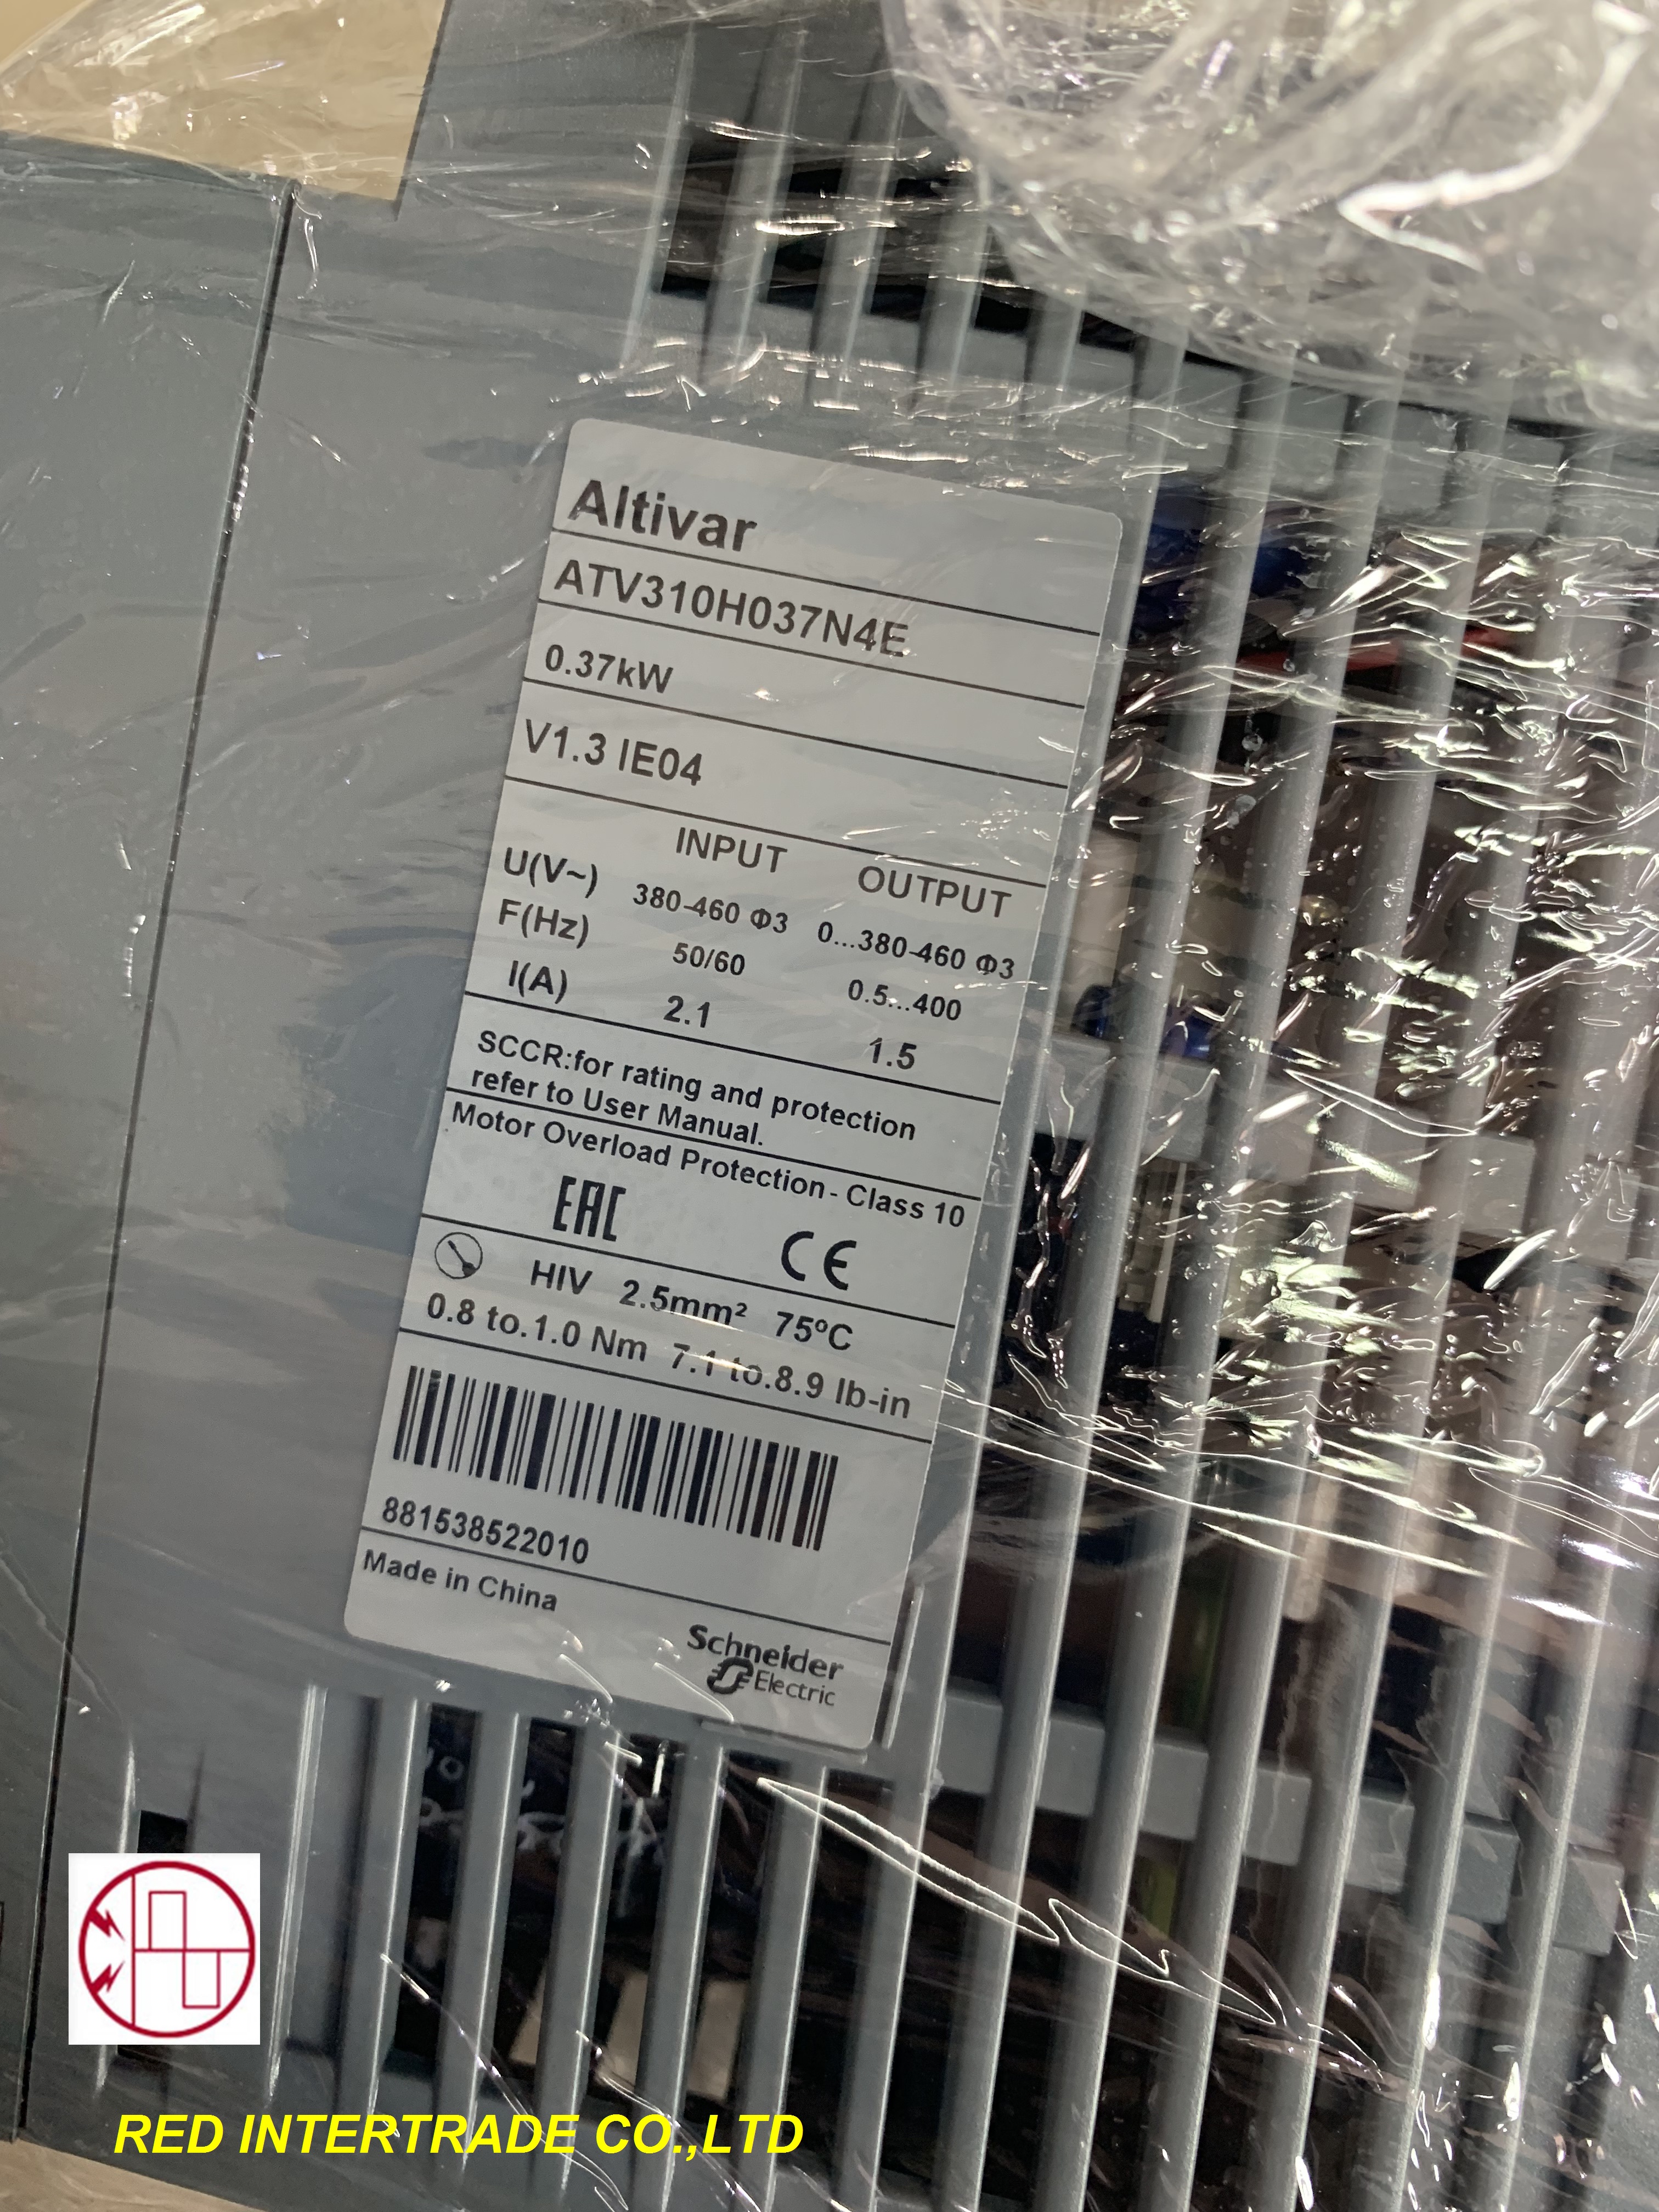 Altivar
ATV310H037N4E
0.37kW
V1.3 IE04
INPUT OUTPUT
U(V~) 380-460 Φ3 0...380-460 Φ3
F(Hz) 50/60 0.5...400
I(A) 2.1 1.5
SCCR:for rating and protection
refer to User Manual.
Motor Overload Protection - Class 10
EAC CE
HIV 2.5mm² 75ºC
0.8 to.1.0 Nm 7.1 to.8.9 lb-in
881538522010
Made in China
Schneider
Electric
RED INTERTRADE CO.,LTD